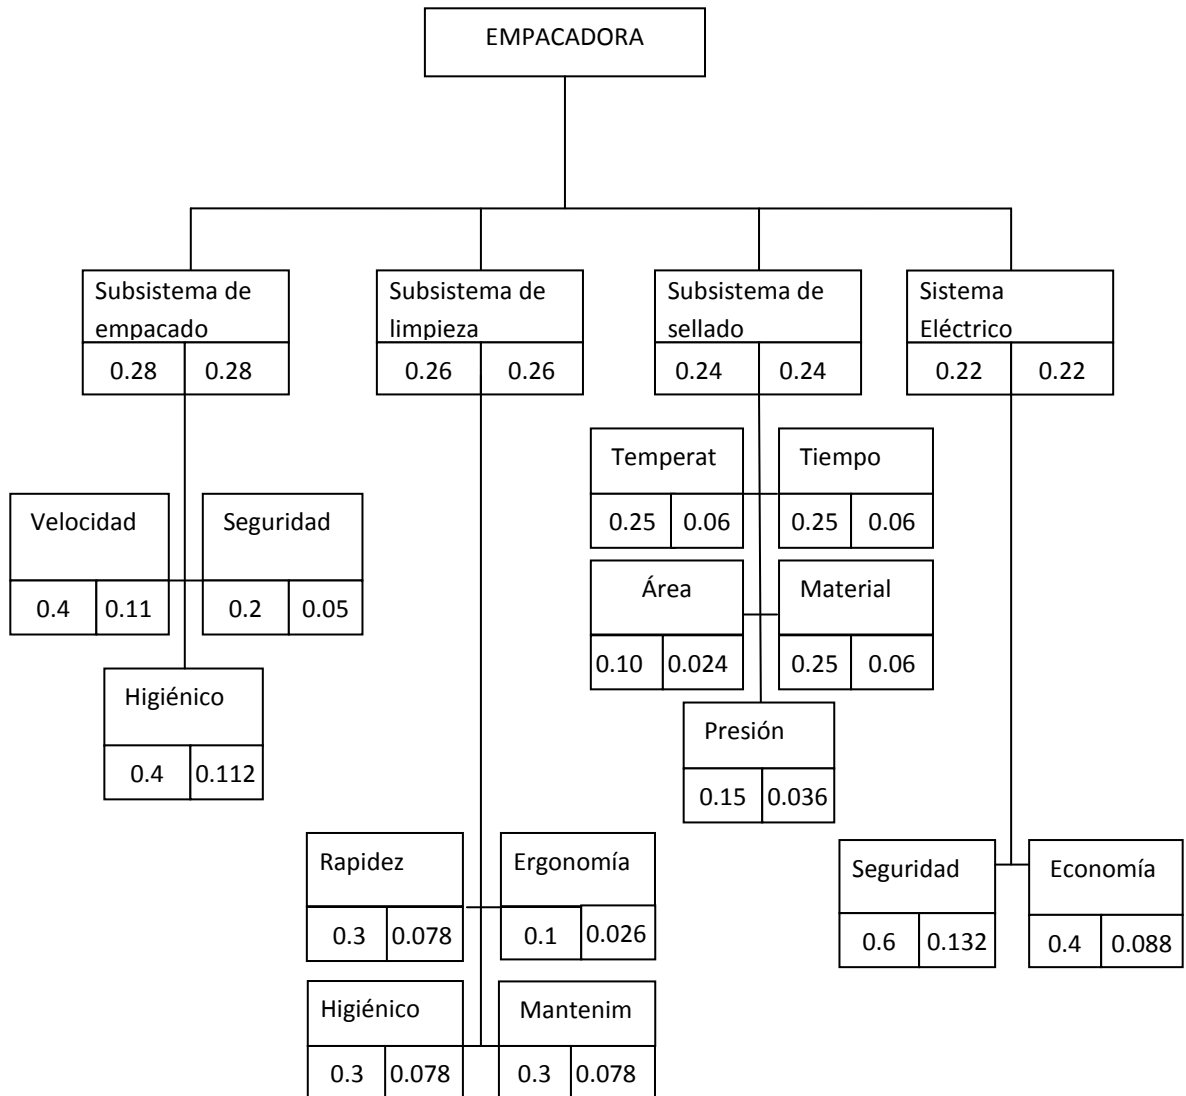 EMPACADORA
Subsistema de
empacado
0.28 0.28
Subsistema de
limpieza
0.26 0.26
Subsistema de
sellado
0.24 0.24
Sistema
Eléctrico
0.22 0.22
Velocidad
0.4 0.11
Seguridad
0.2 0.05
Higiénico
0.4 0.112
Temperat
0.25 0.06
Tiempo
0.25 0.06
Área
0.10 0.024
Material
0.25 0.06
Presión
0.15 0.036
Rapidez
0.3 0.078
Ergonomía
0.1 0.026
Higiénico
0.3 0.078
Mantenim
0.3 0.078
Seguridad
0.6 0.132
Economía
0.4 0.088